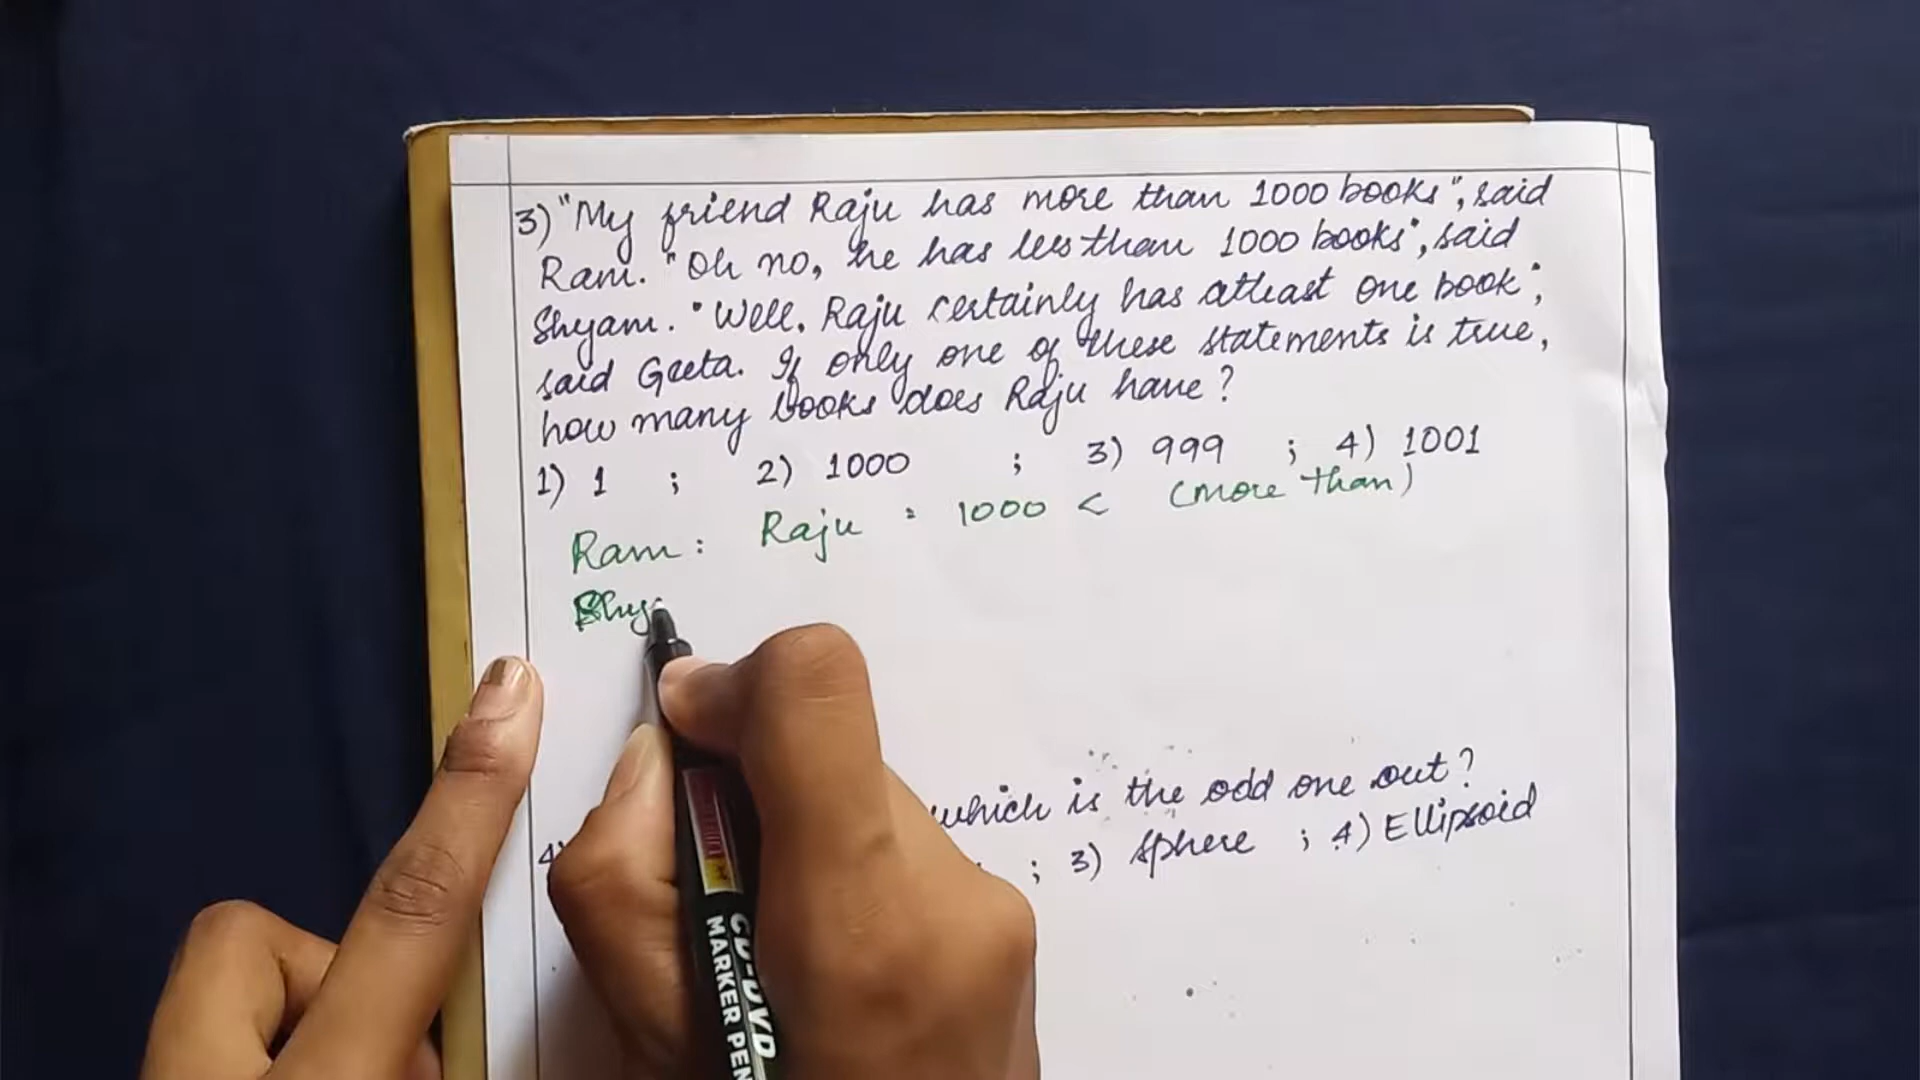 3) "My friend Raju has more than 1000 books", said
Ram. "Oh no, he has less than 1000 books", said
Shyam. "Well. Raju certainly has atleast one book",
said Geeta. If only one of these statements is true,
how many books does Raju have?
1) 1 ; 2) 1000 ; 3) 999 ; 4) 1001
Ram: Raju = 1000 < (more than)
Shy
which is the odd one out?
4) ; 3) Sphere ; 4) Ellipsoid
CD-DVD
MARKER PEN